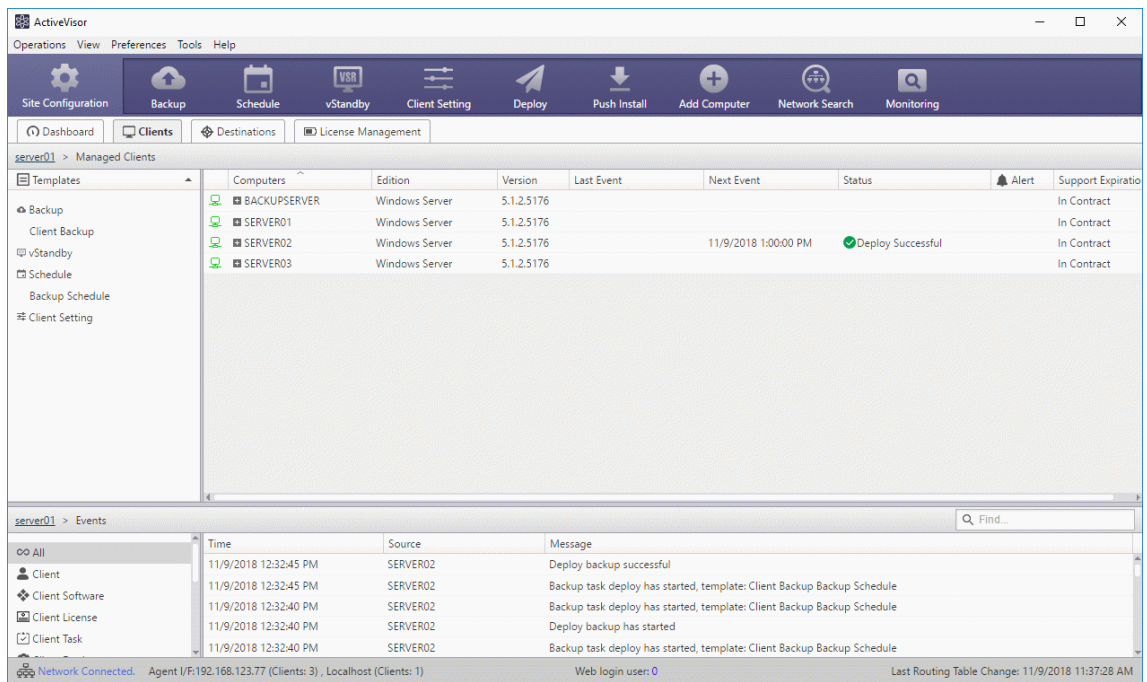 ActiveVisor
Operations View Preferences Tools Help
VSR
Site Configuration Backup Schedule vStandby Client Setting Deploy Push Install Add Computer Network Search Monitoring
Dashboard Clients Destinations License Management
server01 > Managed Clients
Templates Computers Edition Version Last Event Next Event Status Alert Support Expiratio
BACKUPSERVER Windows Server 5.1.2.5176 In Contract
Backup
SERVER01 Windows Server 5.1.2.5176 In Contract
Client Backup
SERVER02 Windows Server 5.1.2.5176 11/9/2018 1:00:00 PM Deploy Successful In Contract
vStandby
SERVER03 Windows Server 5.1.2.5176 In Contract
Schedule
Backup Schedule
Client Setting
server01 > Events Find...
Time Source Message
All
11/9/2018 12:32:45 PM SERVER02 Deploy backup successful
Client
11/9/2018 12:32:45 PM SERVER02 Backup task deploy has started, template: Client Backup Backup Schedule
Client Software
11/9/2018 12:32:40 PM SERVER02 Backup task deploy has started, template: Client Backup Backup Schedule
Client License
11/9/2018 12:32:40 PM SERVER02 Deploy backup has started
Client Task
11/9/2018 12:32:40 PM SERVER02 Backup task deploy has started, template: Client Backup Backup Schedule
Network Connected. Agent I/F:192.168.123.77 (Clients: 3) , Localhost (Clients: 1) Web login user: 0 Last Routing Table Change: 11/9/2018 11:37:28 AM